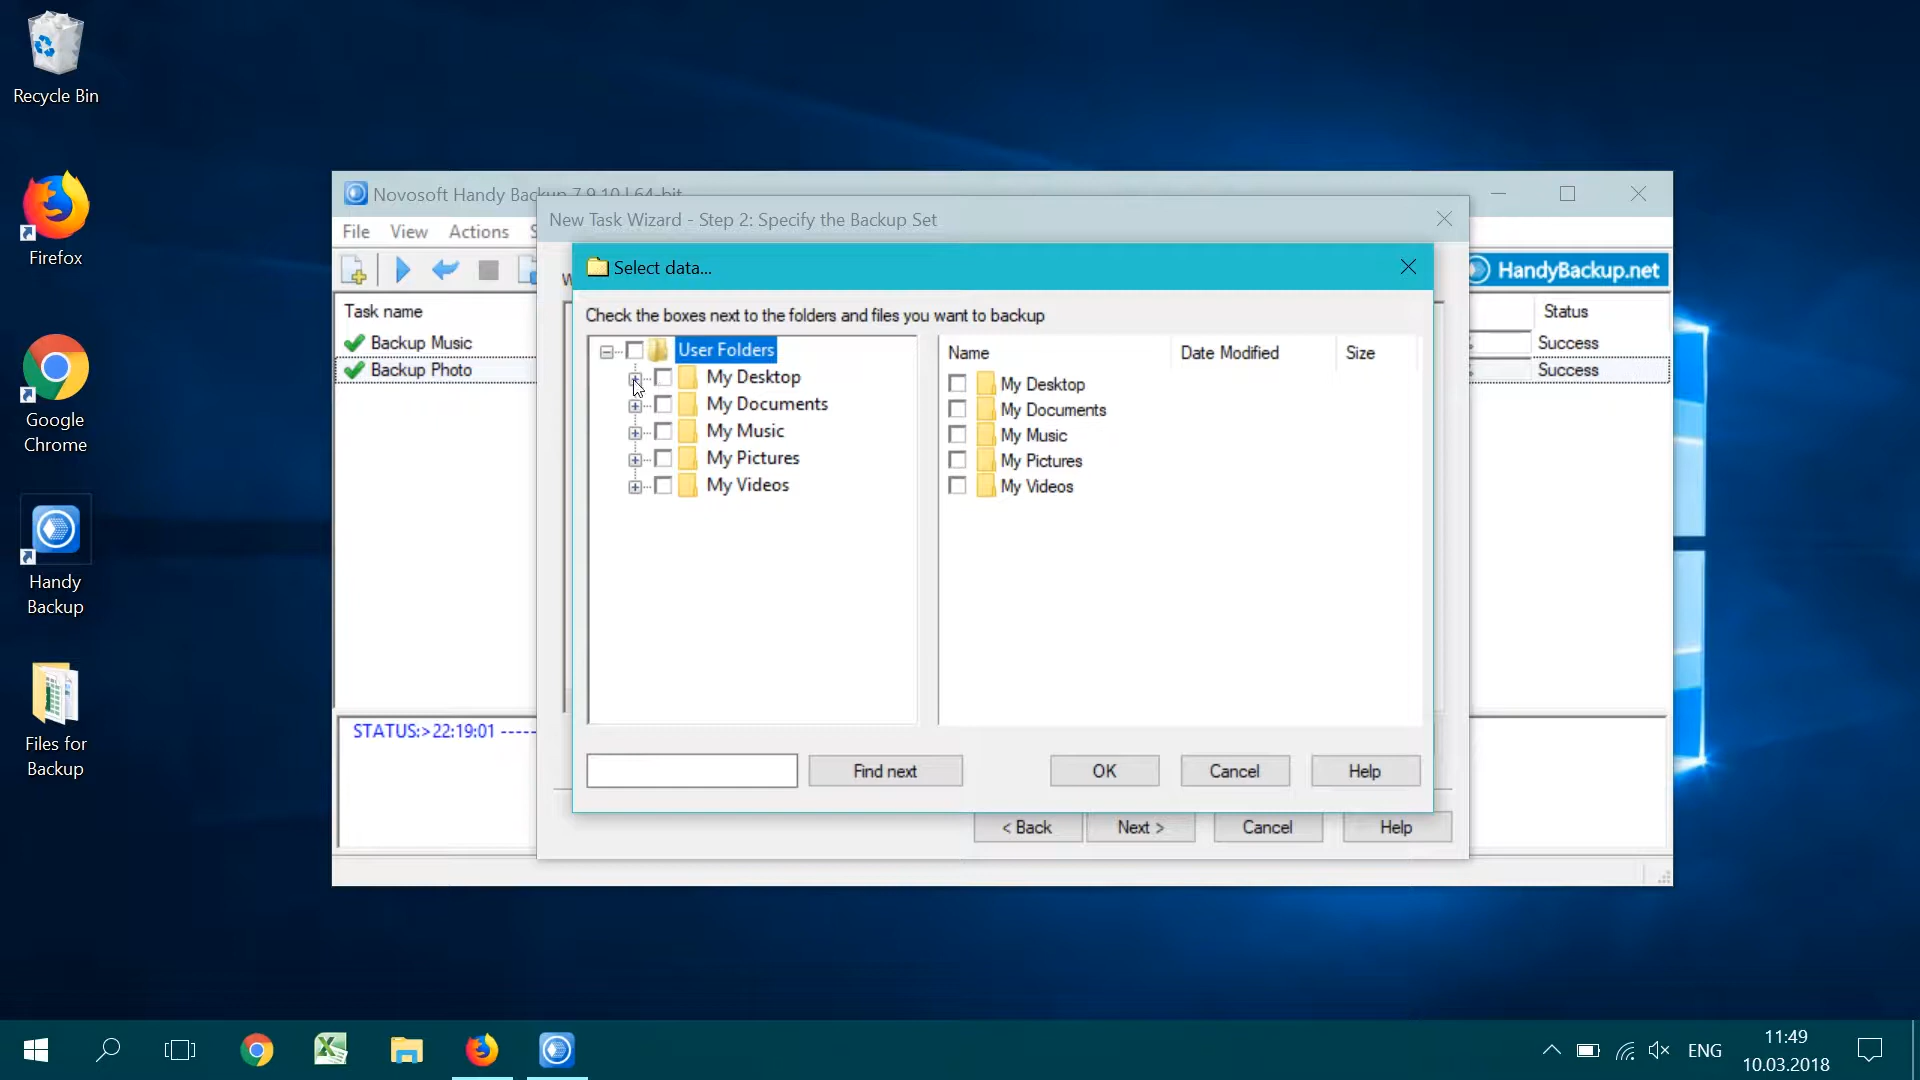 Recycle Bin
Firefox
Google
Chrome
Handy
Backup
Files for
Backup
Novosoft Handy Backup 7.9.10 | 64-bit
File View Actions
HandyBackup.net
Task name
Backup Music
Backup Photo
Status
Success
Success
STATUS:>22:19:01 -----
New Task Wizard - Step 2: Specify the Backup Set
Select data...
Check the boxes next to the folders and files you want to backup
User Folders
My Desktop
My Documents
My Music
My Pictures
My Videos
Name Date Modified Size
My Desktop
My Documents
My Music
My Pictures
My Videos
Find next OK Cancel Help
< Back Next > Cancel Help
ENG
11:49
10.03.2018